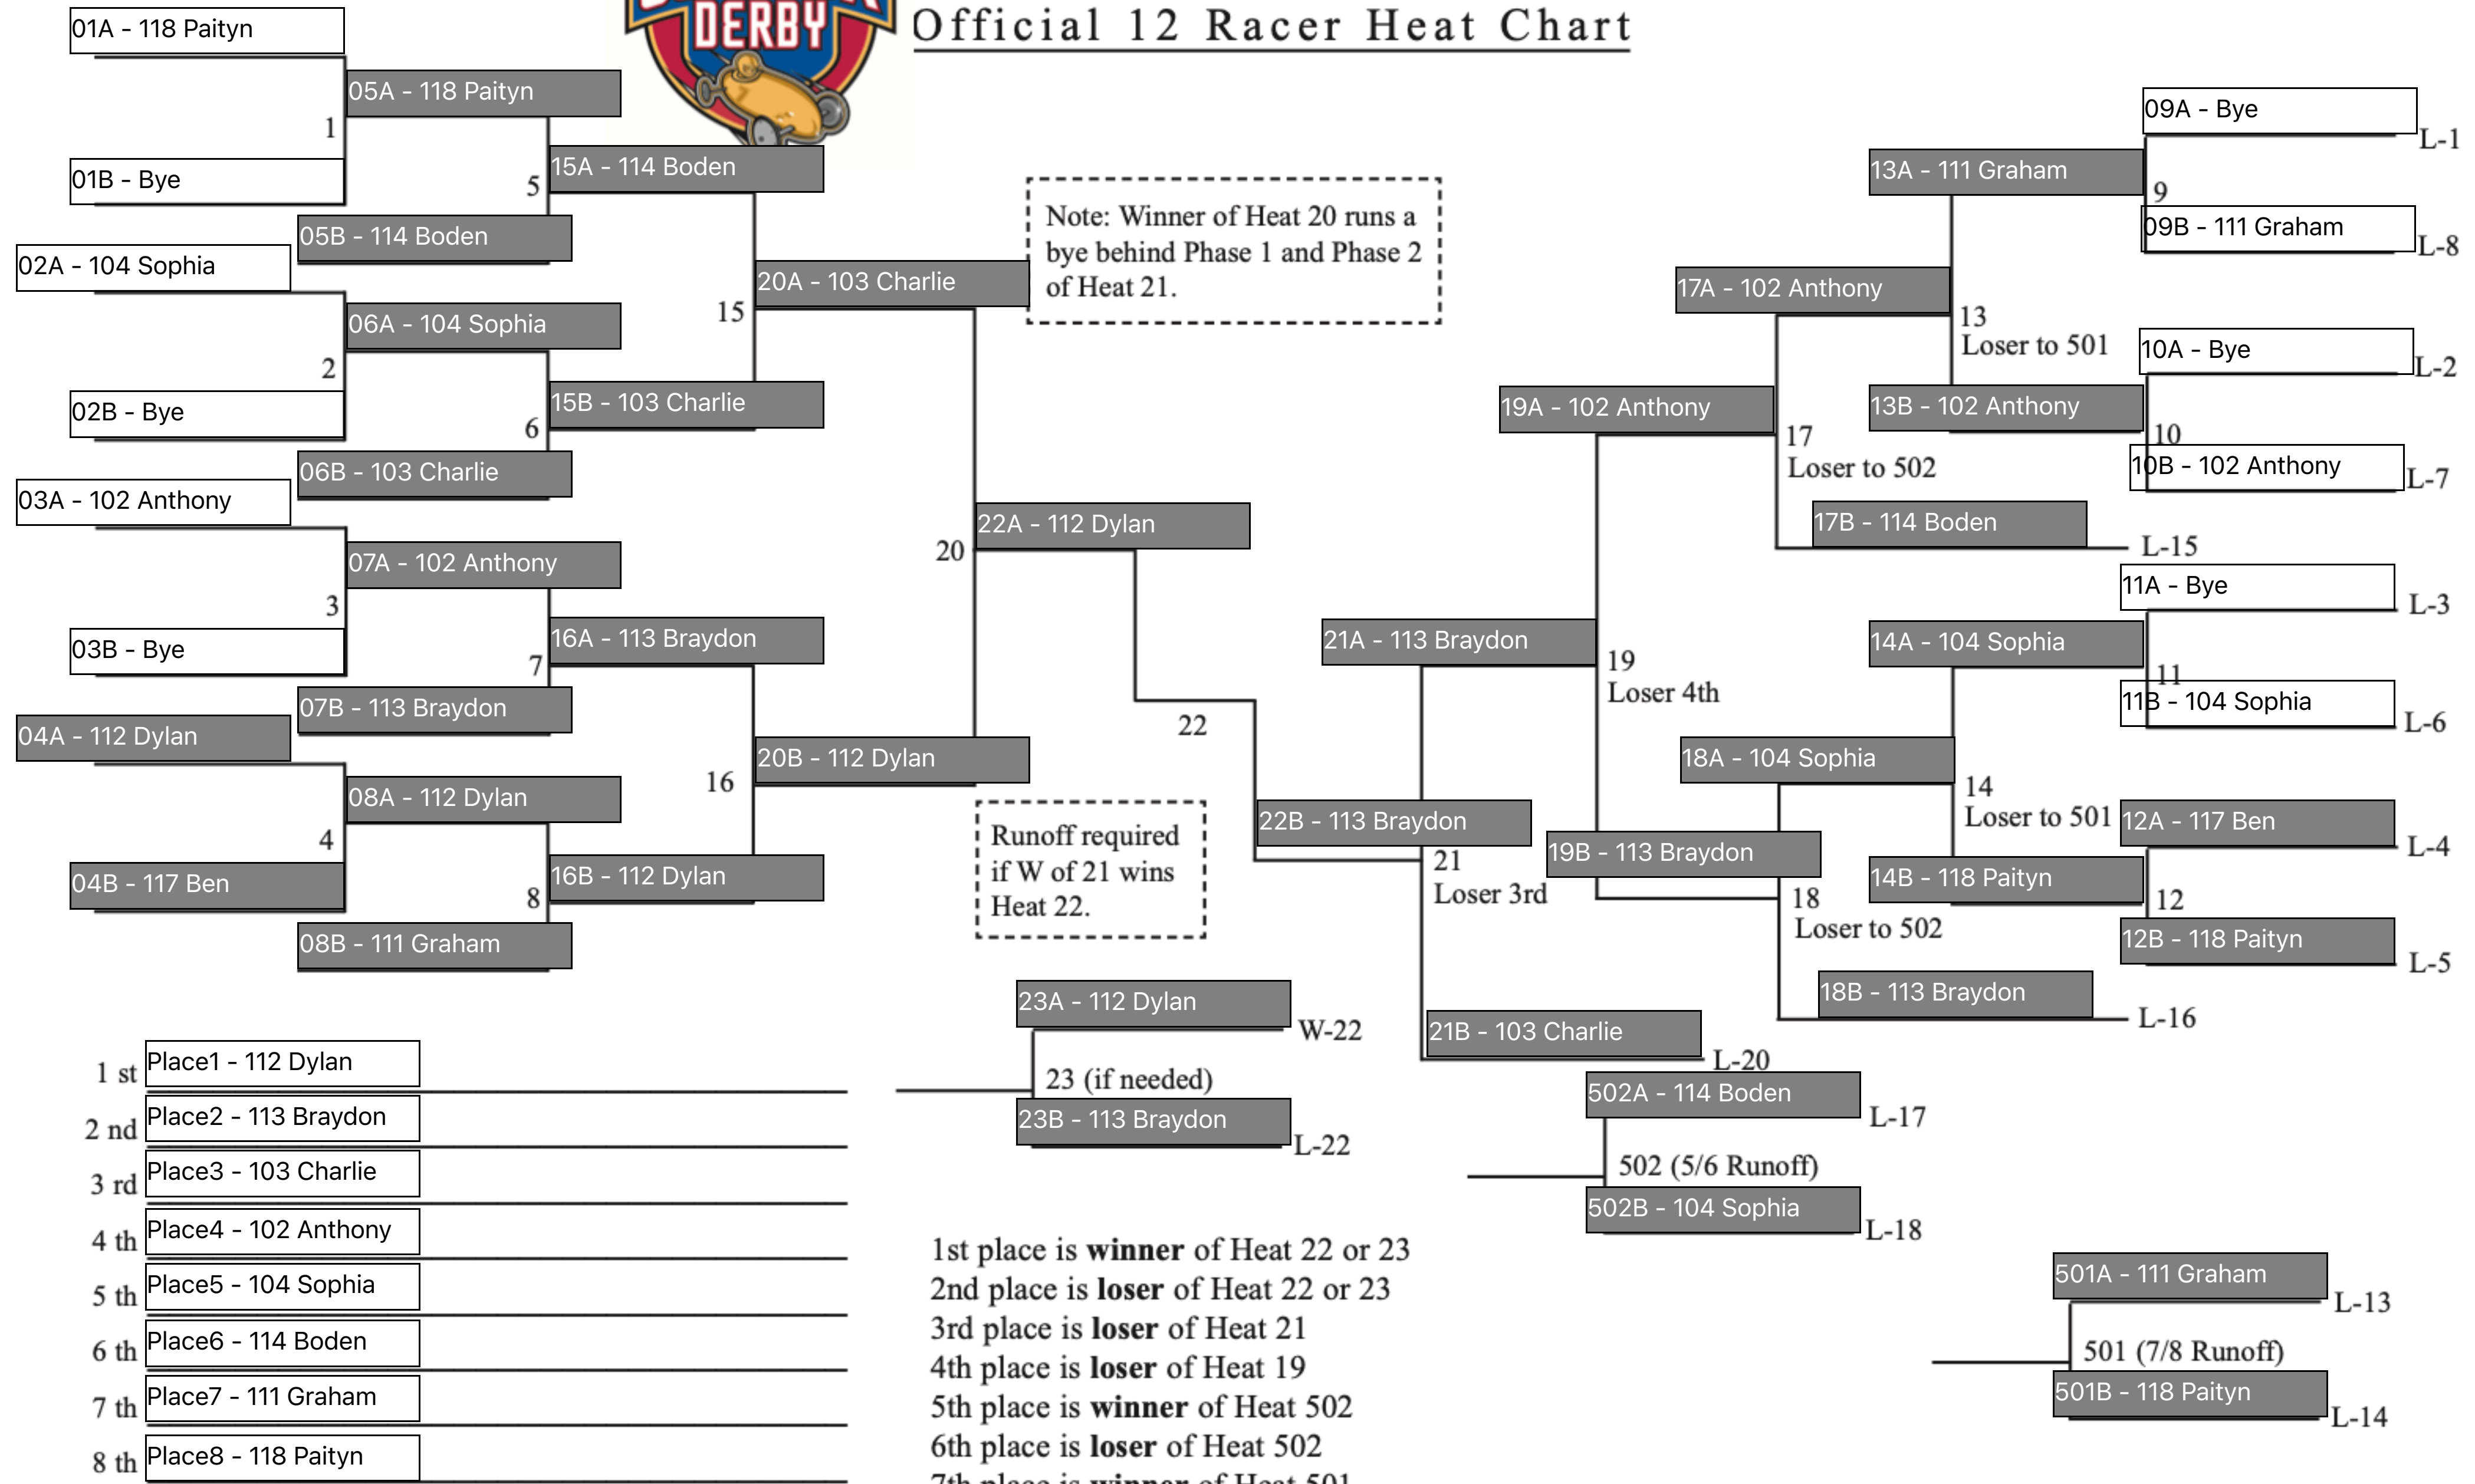 DERBY
Official 12 Racer Heat Chart
01A - 118 Paityn
05A - 118 Paityn
1
01B - Bye
15A - 114 Boden
5
05B - 114 Boden
02A - 104 Sophia
20A - 103 Charlie
06A - 104 Sophia
15
2
02B - Bye
15B - 103 Charlie
6
06B - 103 Charlie
03A - 102 Anthony
22A - 112 Dylan
20
07A - 102 Anthony
3
03B - Bye
16A - 113 Braydon
7
07B - 113 Braydon
04A - 112 Dylan
22
20B - 112 Dylan
16
08A - 112 Dylan
4
04B - 117 Ben
16B - 112 Dylan
8
08B - 111 Graham
Note: Winner of Heat 20 runs a
bye behind Phase 1 and Phase 2
of Heat 21.
09A - Bye
L-1
13A - 111 Graham
9
09B - 111 Graham
L-8
17A - 102 Anthony
13
Loser to 501
10A - Bye
L-2
19A - 102 Anthony
13B - 102 Anthony
10
17
Loser to 502
10B - 102 Anthony
L-7
17B - 114 Boden
L-15
11A - Bye
L-3
21A - 113 Braydon
14A - 104 Sophia
19
Loser 4th
11
11B - 104 Sophia
L-6
18A - 104 Sophia
14
Loser to 501
12A - 117 Ben
L-4
22B - 113 Braydon
21
Loser 3rd
19B - 113 Braydon
14B - 118 Paityn
18
Loser to 502
12
12B - 118 Paityn
L-5
18B - 113 Braydon
L-16
21B - 103 Charlie
L-20
Runoff required
if W of 21 wins
Heat 22.
23A - 112 Dylan
W-22
23 (if needed)
23B - 113 Braydon
L-22
502A - 114 Boden
L-17
502 (5/6 Runoff)
502B - 104 Sophia
L-18
501A - 111 Graham
L-13
501 (7/8 Runoff)
501B - 118 Paityn
L-14
1 st Place1 - 112 Dylan
2 nd Place2 - 113 Braydon
3 rd Place3 - 103 Charlie
4 th Place4 - 102 Anthony
5 th Place5 - 104 Sophia
6 th Place6 - 114 Boden
7 th Place7 - 111 Graham
8 th Place8 - 118 Paityn
1st place is winner of Heat 22 or 23
2nd place is loser of Heat 22 or 23
3rd place is loser of Heat 21
4th place is loser of Heat 19
5th place is winner of Heat 502
6th place is loser of Heat 502
7th place is winner of Heat 501